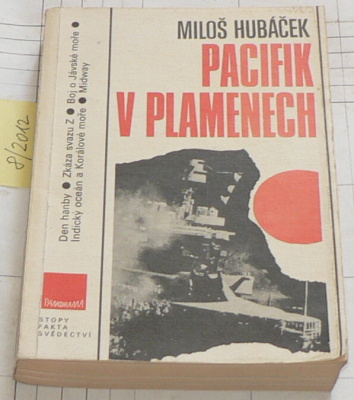 MILOŠ HUBÁČEK
PACIFIK
V PLAMENECH
Den hanby ● Zkáza svazu Z ● Boj o Jávské moře ●
Indický oceán a Korálové moře ● Midway
PANORAMA
STOPY
FAKTA
SVĚDECTVÍ
8/2012